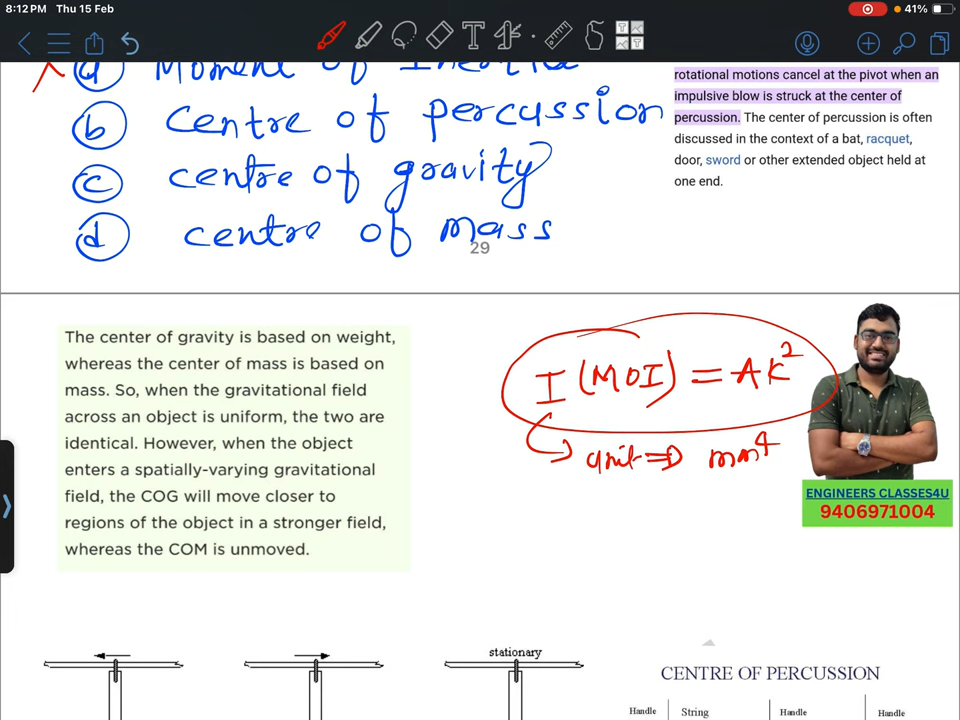 8:12 PM Thu 15 Feb
41%
(a) Moment of Inertia
(b) Centre of percussion
(c) centre of gravity
(d) centre of mass
29
rotational motions cancel at the pivot when an
impulsive blow is struck at the center of
percussion. The center of percussion is often
discussed in the context of a bat, racquet,
door, sword or other extended object held at
one end.
The center of gravity is based on weight,
whereas the center of mass is based on
mass. So, when the gravitational field
across an object is uniform, the two are
identical. However, when the object
enters a spatially-varying gravitational
field, the COG will move closer to
regions of the object in a stronger field,
whereas the COM is unmoved.
I (MOI) = AK²
unit ⇒ mm⁴
ENGINEERS CLASSES4U
9406971004
stationary
CENTRE OF PERCUSSION
Handle String Handle Handle